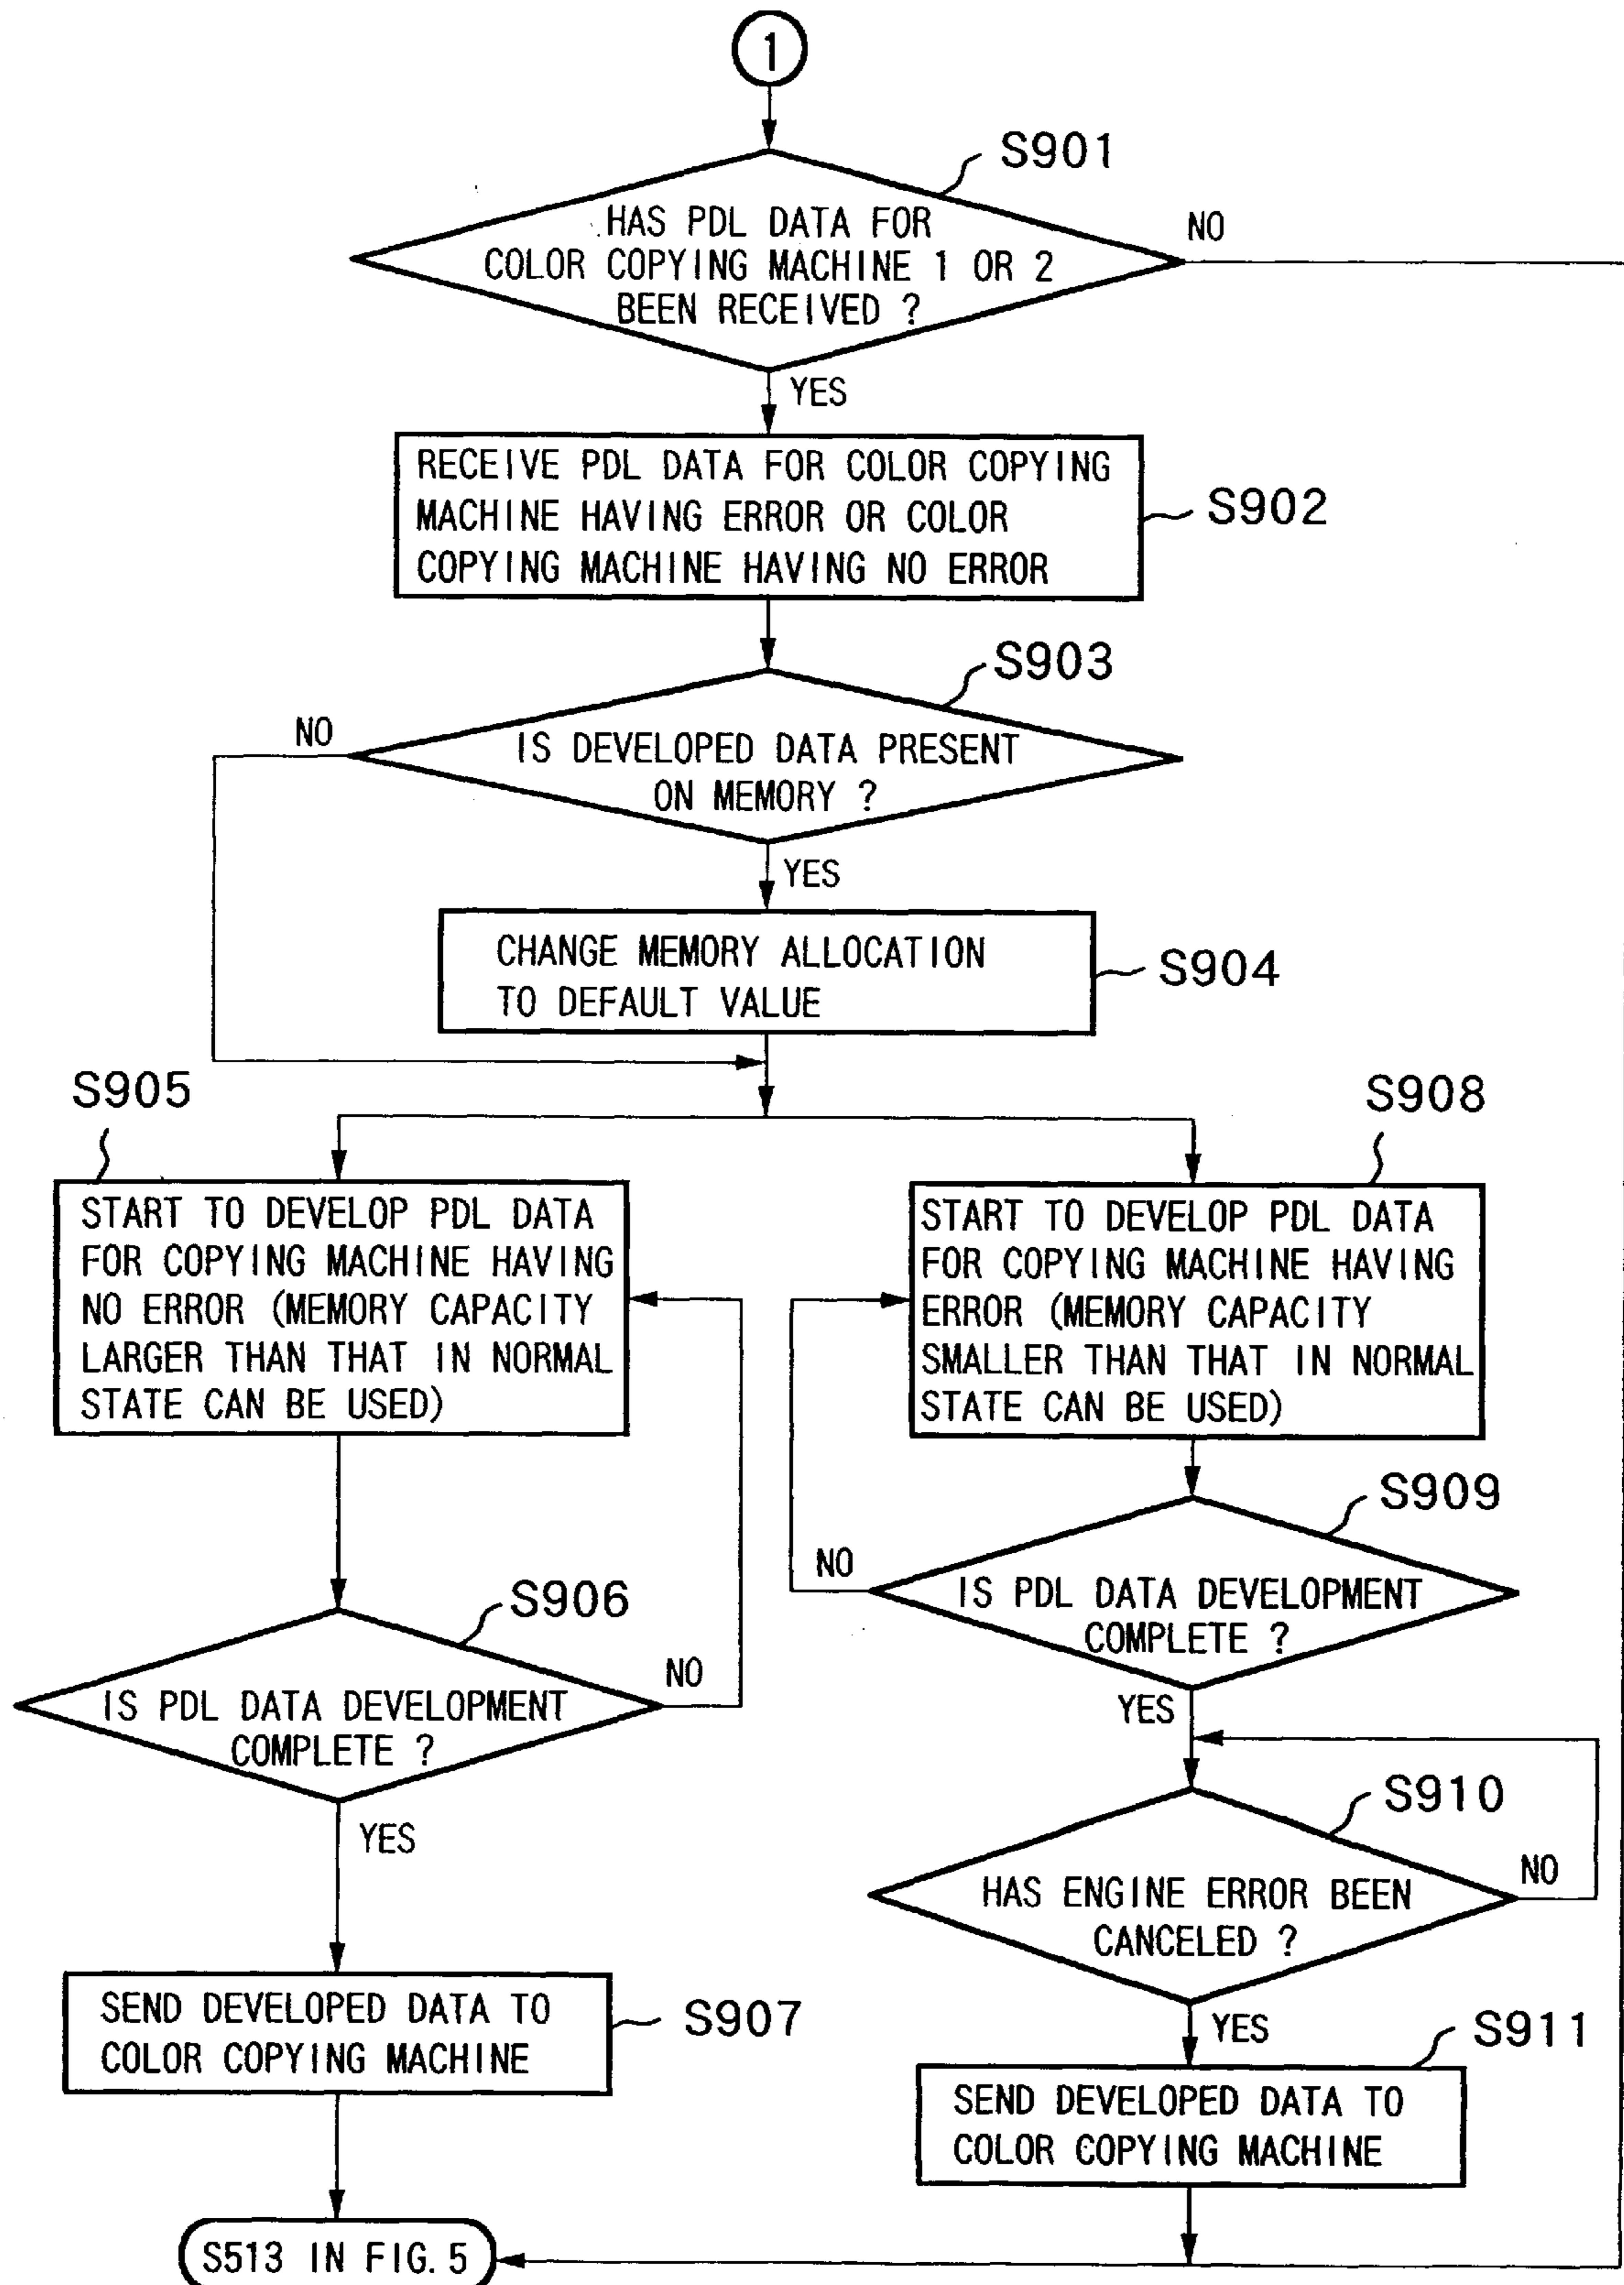 1
S901
HAS PDL DATA FOR
COLOR COPYING MACHINE 1 OR 2
BEEN RECEIVED ?
NO
YES
RECEIVE PDL DATA FOR COLOR COPYING
MACHINE HAVING ERROR OR COLOR
COPYING MACHINE HAVING NO ERROR
S902
S903
NO
IS DEVELOPED DATA PRESENT
ON MEMORY ?
YES
CHANGE MEMORY ALLOCATION
TO DEFAULT VALUE
S904
S905
START TO DEVELOP PDL DATA
FOR COPYING MACHINE HAVING
NO ERROR (MEMORY CAPACITY
LARGER THAN THAT IN NORMAL
STATE CAN BE USED)
S906
IS PDL DATA DEVELOPMENT
COMPLETE ?
NO
YES
SEND DEVELOPED DATA TO
COLOR COPYING MACHINE
S907
S908
START TO DEVELOP PDL DATA
FOR COPYING MACHINE HAVING
ERROR (MEMORY CAPACITY
SMALLER THAN THAT IN NORMAL
STATE CAN BE USED)
S909
NO
IS PDL DATA DEVELOPMENT
COMPLETE ?
YES
S910
HAS ENGINE ERROR BEEN
CANCELED ?
NO
YES
S911
SEND DEVELOPED DATA TO
COLOR COPYING MACHINE
S513 IN FIG. 5